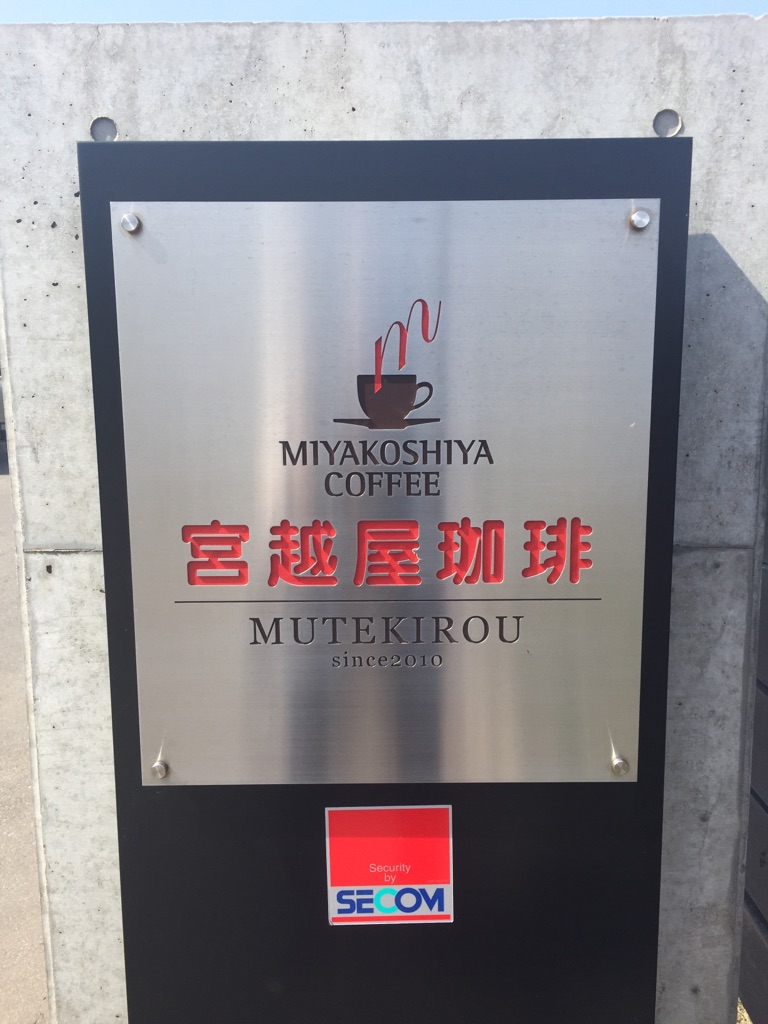 m
MIYAKOSHIYA
COFFEE
宮越屋珈琲
MUTEKIROU
since2010
Security
by
SECOM